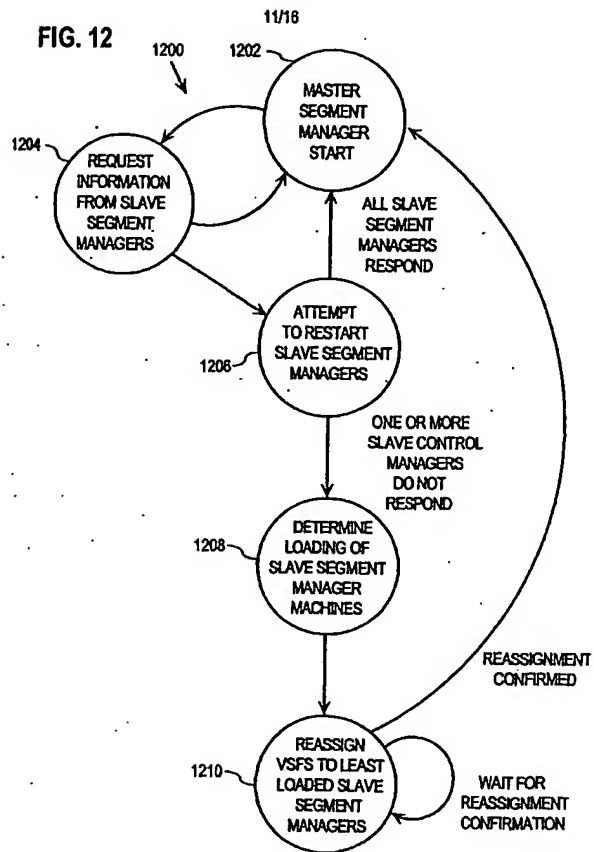 11/16
FIG. 12
1200
1202
MASTER
SEGMENT
MANAGER
START
1204
REQUEST
INFORMATION
FROM SLAVE
SEGMENT
MANAGERS
ALL SLAVE
SEGMENT
MANAGERS
RESPOND
ATTEMPT
TO RESTART
SLAVE SEGMENT
MANAGERS
1206
ONE OR MORE
SLAVE CONTROL
MANAGERS
DO NOT
RESPOND
1208
DETERMINE
LOADING OF
SLAVE SEGMENT
MANAGER
MACHINES
REASSIGNMENT
CONFIRMED
1210
REASSIGN
VSFS TO LEAST
LOADED SLAVE
SEGMENT
MANAGERS
WAIT FOR
REASSIGNMENT
CONFIRMATION